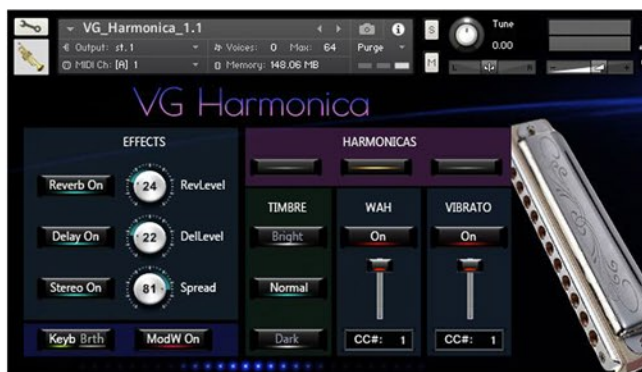 VG_Harmonica_1.1
Output: st.1 Voices: 0 Max: 64 Purge
MIDI Ch: [A] 1 Memory: 148.06 MB
S
M
Tune
0.00
L R
VG Harmonica
EFFECTS
Reverb On 24 RevLevel
Delay On 22 DelLevel
Stereo On 81 Spread
Keyb Brth ModW On
HARMONICAS
TIMBRE
Bright
Normal
Dark
WAH
On
CC#: 1
VIBRATO
On
CC#: 1